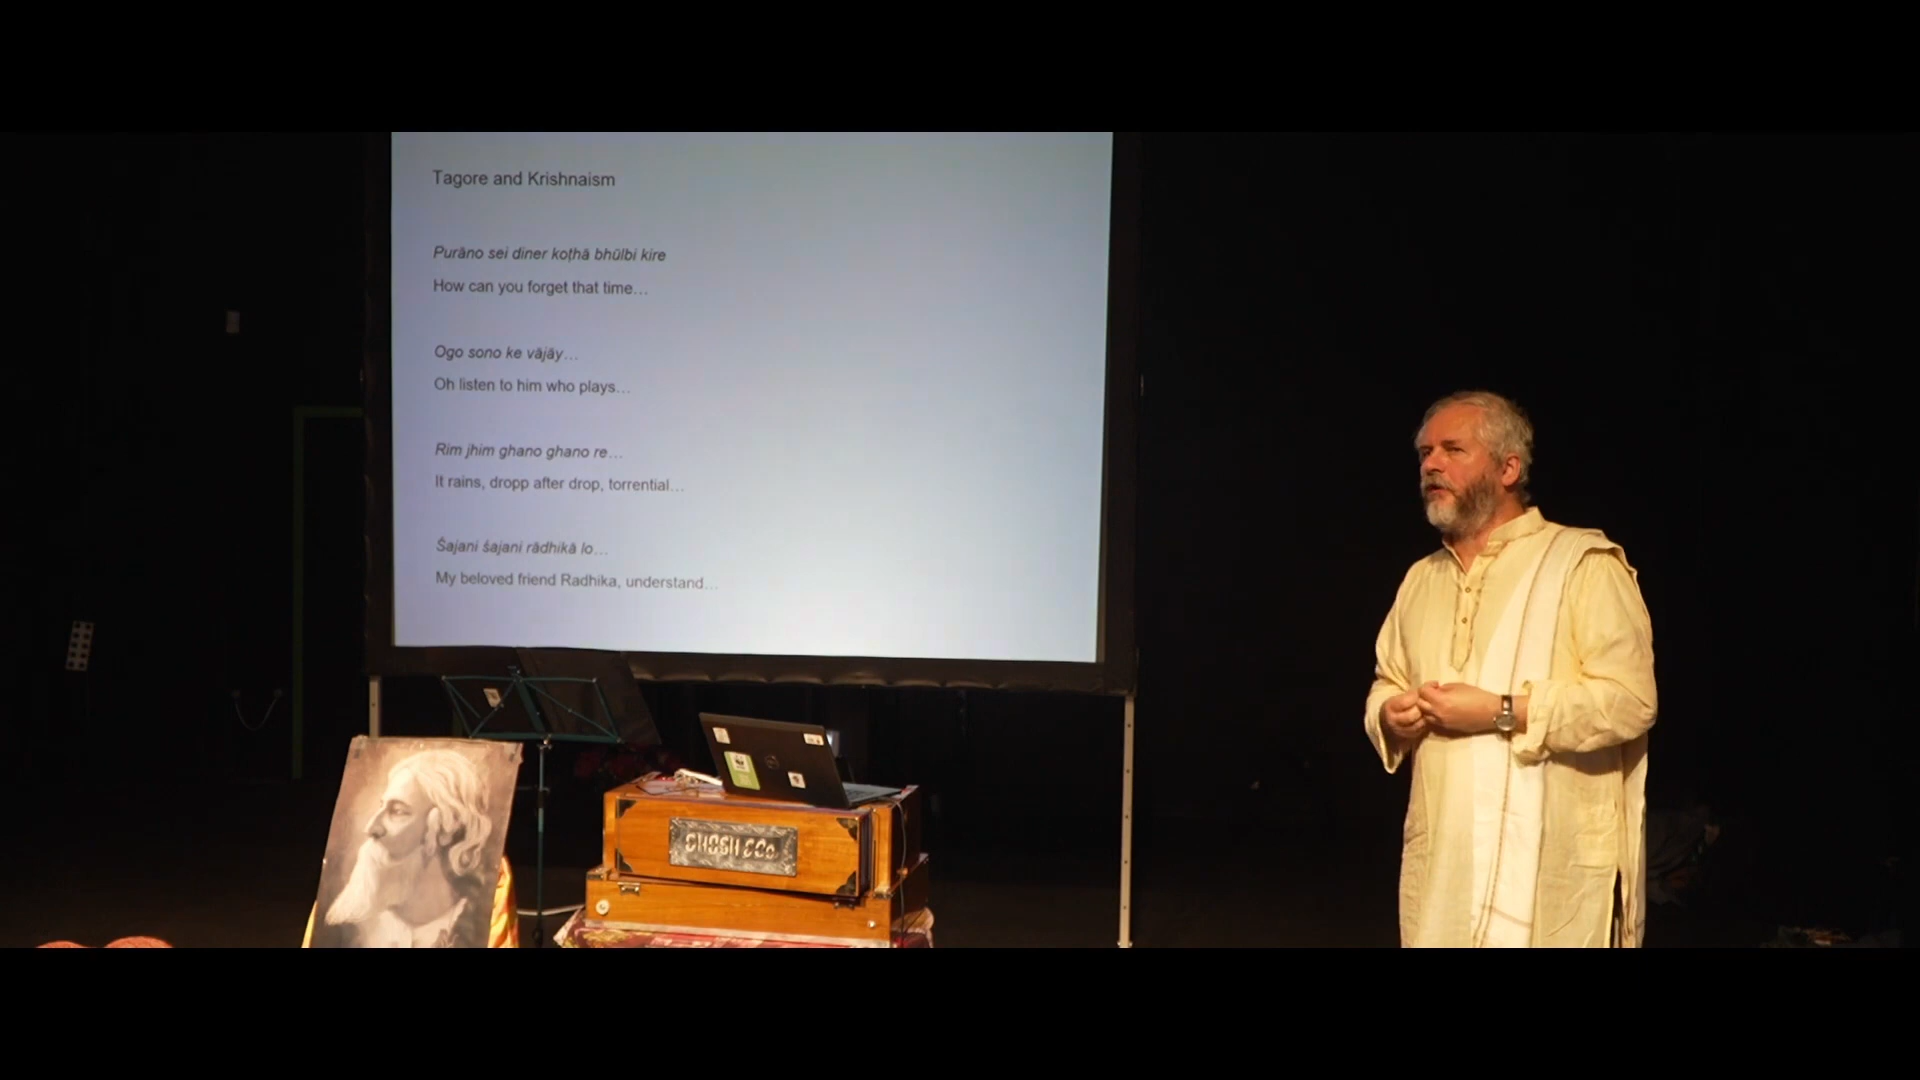 Tagore and Krishnaism
Purāno sei diner koṭhā bhūlbi kire
How can you forget that time…
Ogo sono ke vājāy…
Oh listen to him who plays…
Rim jhim ghano ghano re…
It rains, dropp after drop, torrential…
Śajani śajani rādhikā lo…
My beloved friend Radhika, understand…
GHOSH &Co.